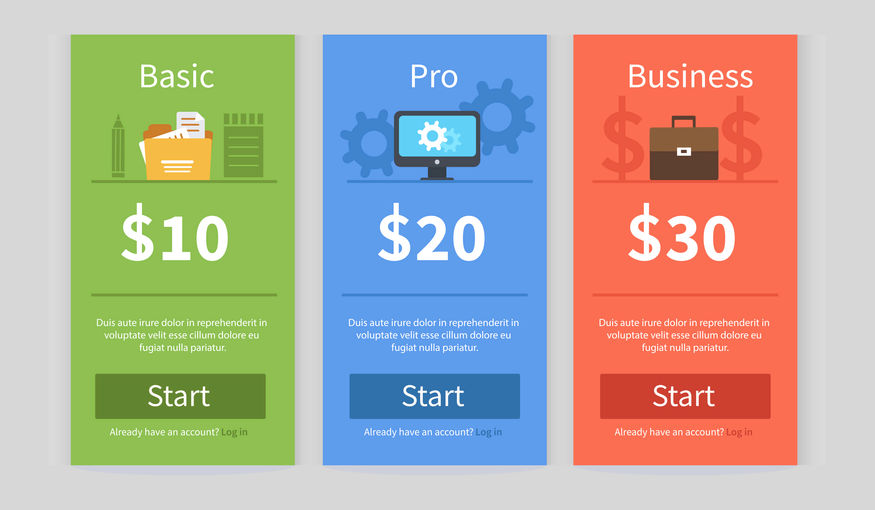 Basic
$10
Duis aute irure dolor in reprehenderit in
voluptate velit esse cillum dolore eu
fugiat nulla pariatur.
Start
Already have an account? Log in
Pro
$20
Duis aute irure dolor in reprehenderit in
voluptate velit esse cillum dolore eu
fugiat nulla pariatur.
Start
Already have an account? Log in
Business
$ $
$30
Duis aute irure dolor in reprehenderit in
voluptate velit esse cillum dolore eu
fugiat nulla pariatur.
Start
Already have an account? Log in